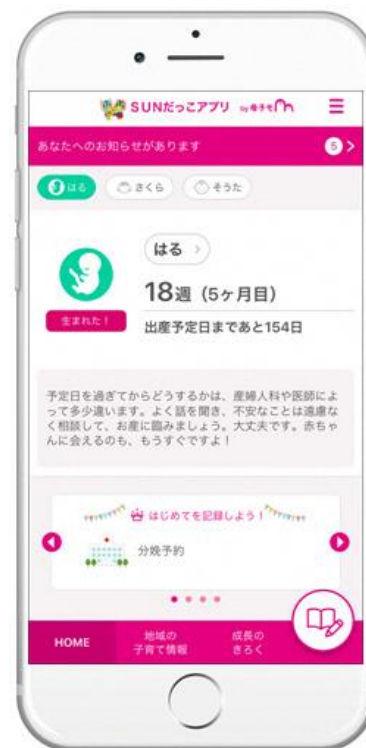 SUNだっこアプリ by母子モ
あなたへのお知らせがあります 5
はる さくら そうた
はる
18週（5ヶ月目）
生まれた！
出産予定日まであと154日
予定日を過ぎてからどうするかは、産婦人科や医師によ
って多少違います。よく話を聞き、不安なことは遠慮な
く相談して、お産に臨みましょう。大丈夫です。赤ちゃ
んに会えるのも、もうすぐですよ！
はじめてを記録しよう！
分娩予約
HOME
地域の
子育て情報
成長の
きろく